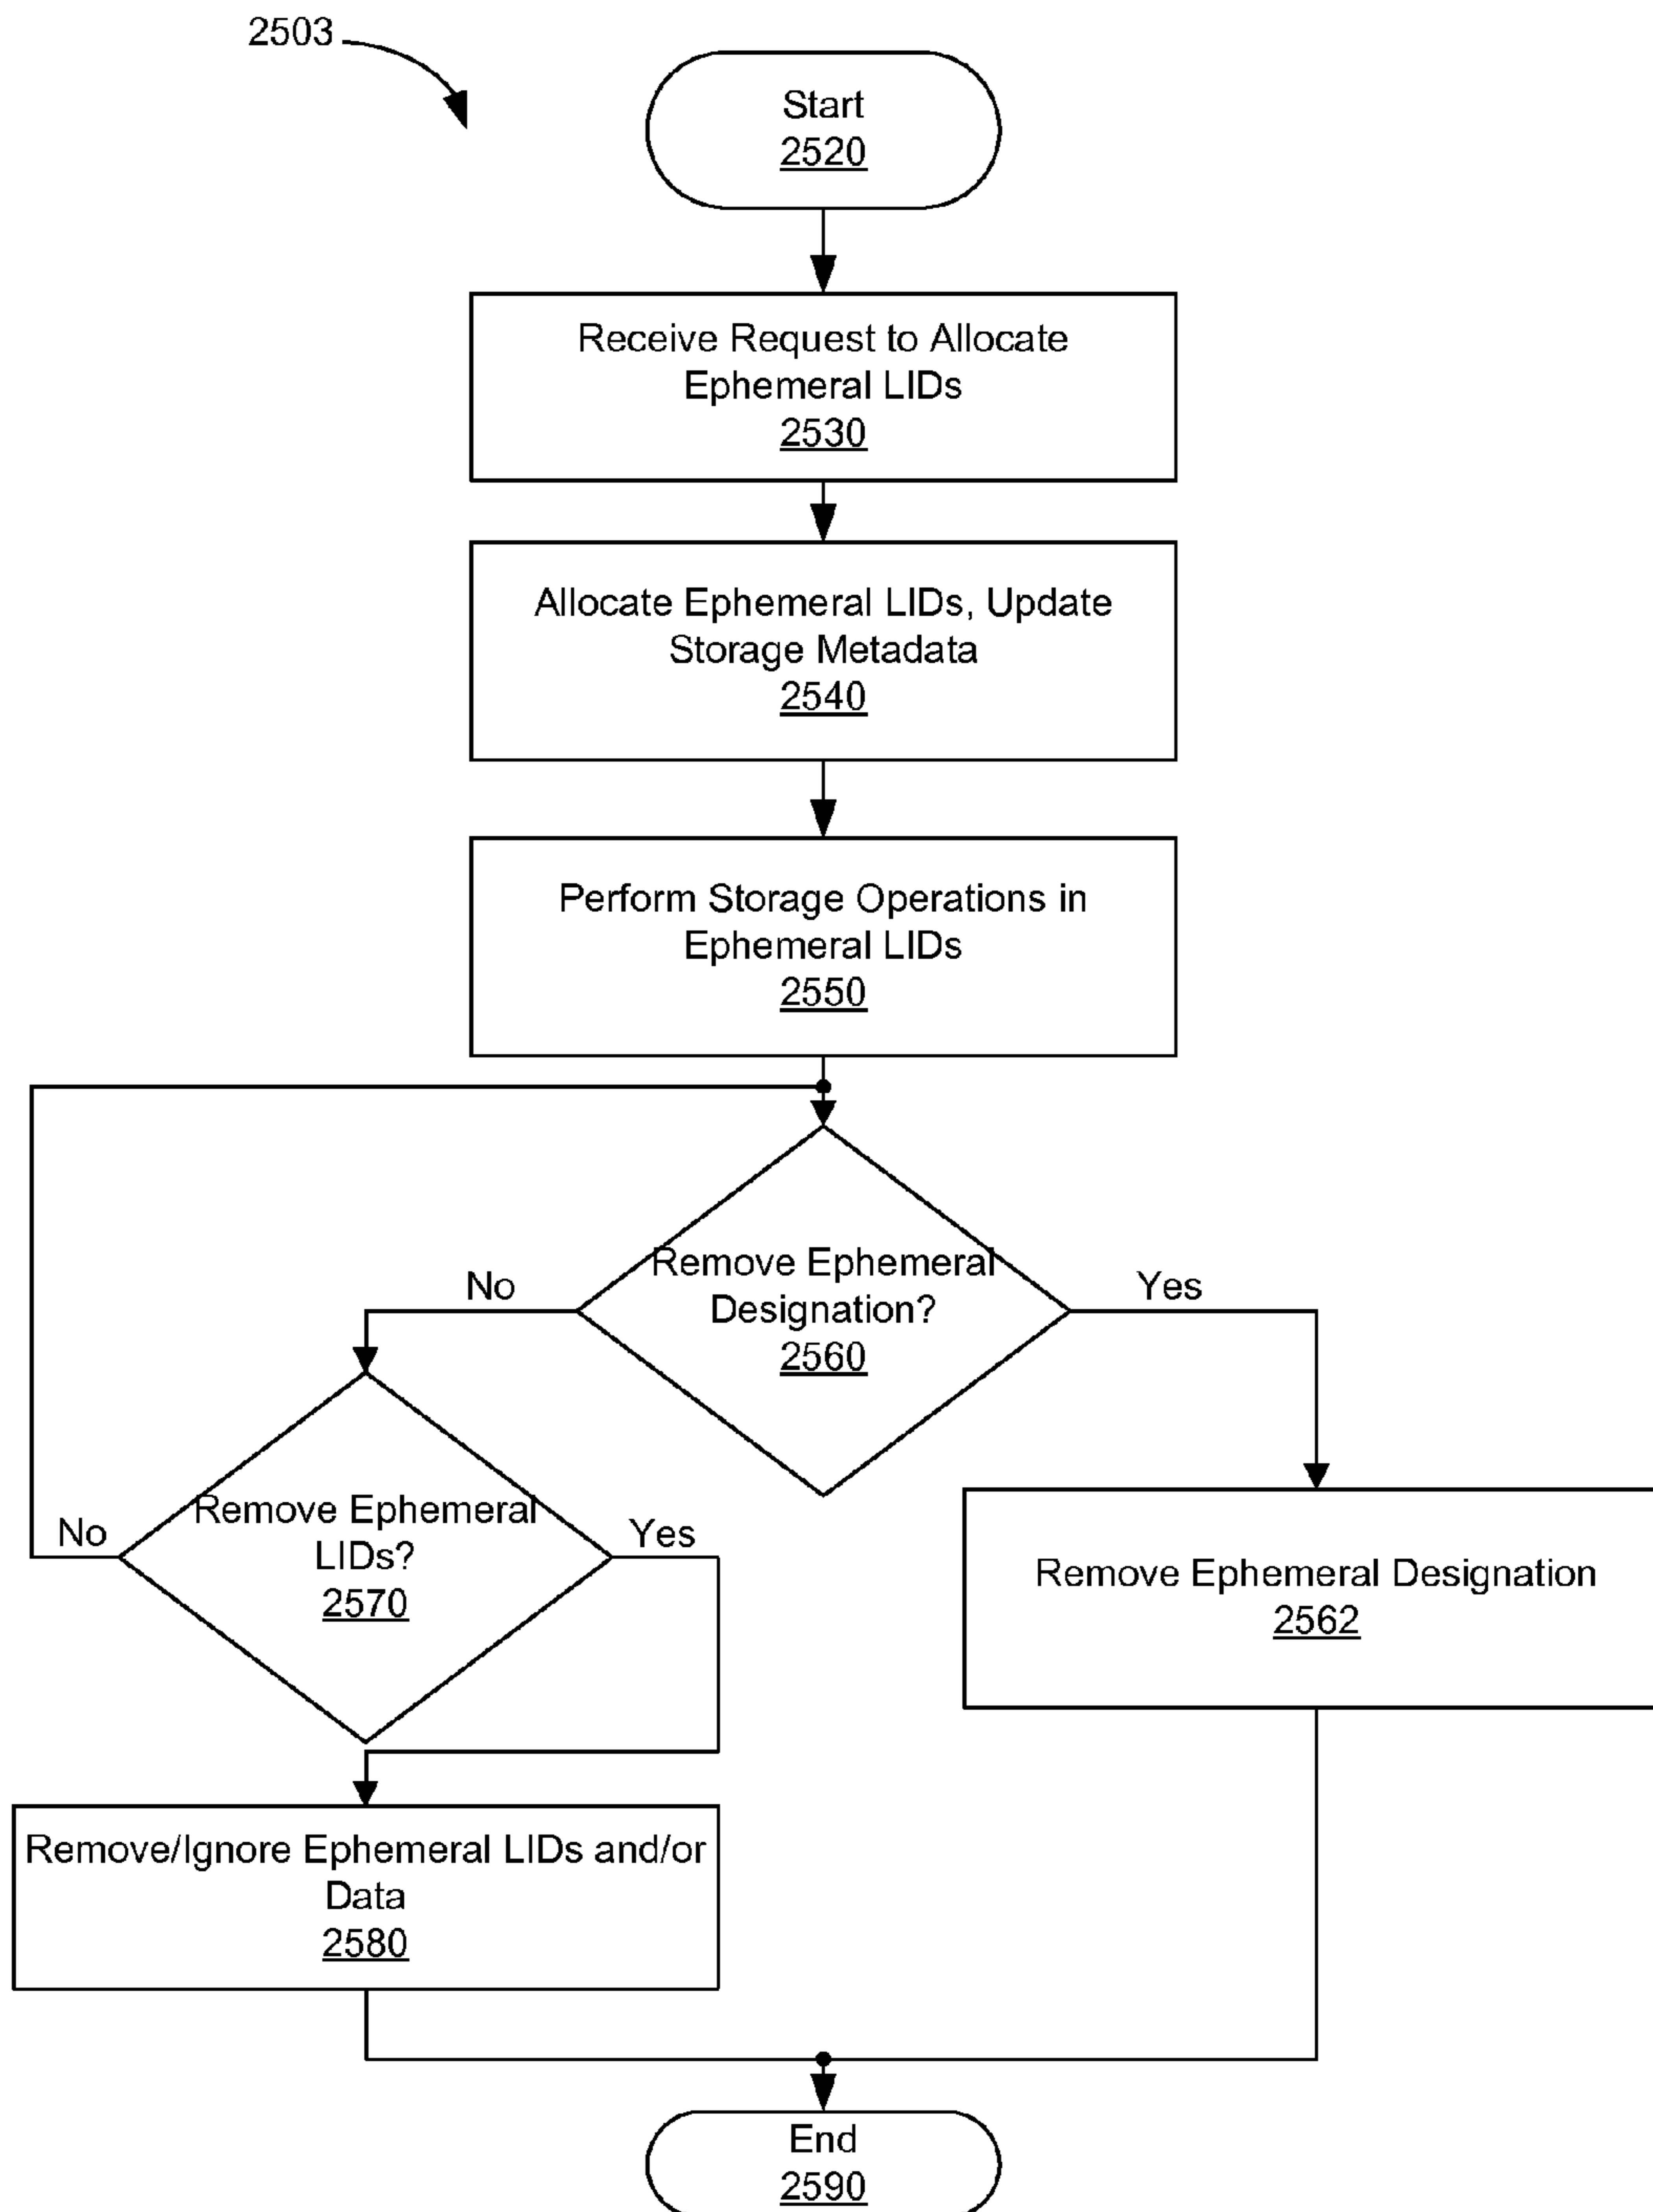 2503
Start
2520
Receive Request to Allocate
Ephemeral LIDs
2530
Allocate Ephemeral LIDs, Update
Storage Metadata
2540
Perform Storage Operations in
Ephemeral LIDs
2550
Remove Ephemeral
Designation?
2560
No
Yes
Remove Ephemeral
LIDs?
2570
No
Yes
Remove Ephemeral Designation
2562
Remove/Ignore Ephemeral LIDs and/or
Data
2580
End
2590